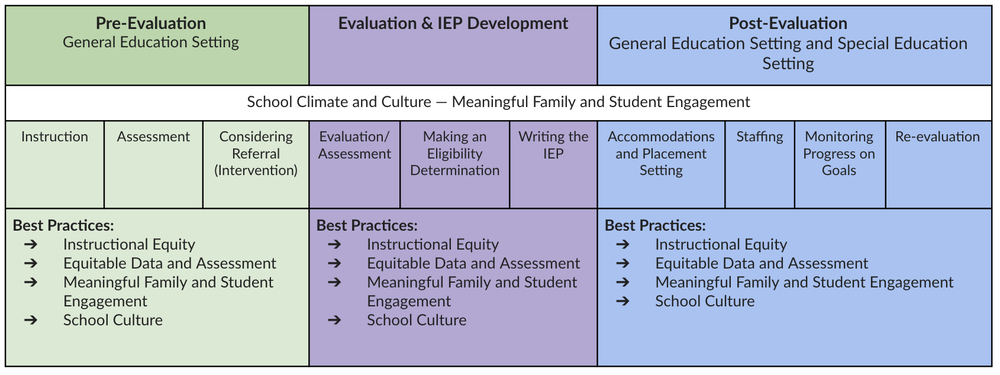 Pre-Evaluation
General Education Setting
Evaluation & IEP Development
Post-Evaluation
General Education Setting and Special Education
Setting
School Climate and Culture — Meaningful Family and Student Engagement
Instruction
Assessment
Considering
Referral
(Intervention)
Evaluation/
Assessment
Making an
Eligibility
Determination
Writing the
IEP
Accommodations
and Placement
Setting
Staffing
Monitoring
Progress on
Goals
Re-evaluation
Best Practices:
➔ Instructional Equity
➔ Equitable Data and Assessment
➔ Meaningful Family and Student
Engagement
➔ School Culture
Best Practices:
➔ Instructional Equity
➔ Equitable Data and Assessment
➔ Meaningful Family and Student
Engagement
➔ School Culture
Best Practices:
➔ Instructional Equity
➔ Equitable Data and Assessment
➔ Meaningful Family and Student Engagement
➔ School Culture